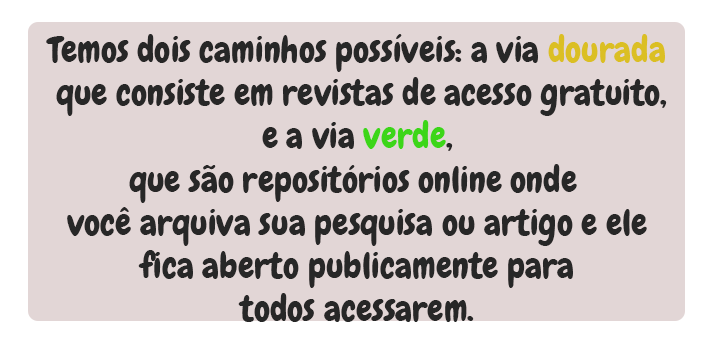 Temos dois caminhos possíveis: a via dourada
que consiste em revistas de acesso gratuito,
e a via verde,
que são repositórios online onde
você arquiva sua pesquisa ou artigo e ele
fica aberto publicamente para
todos acessarem.